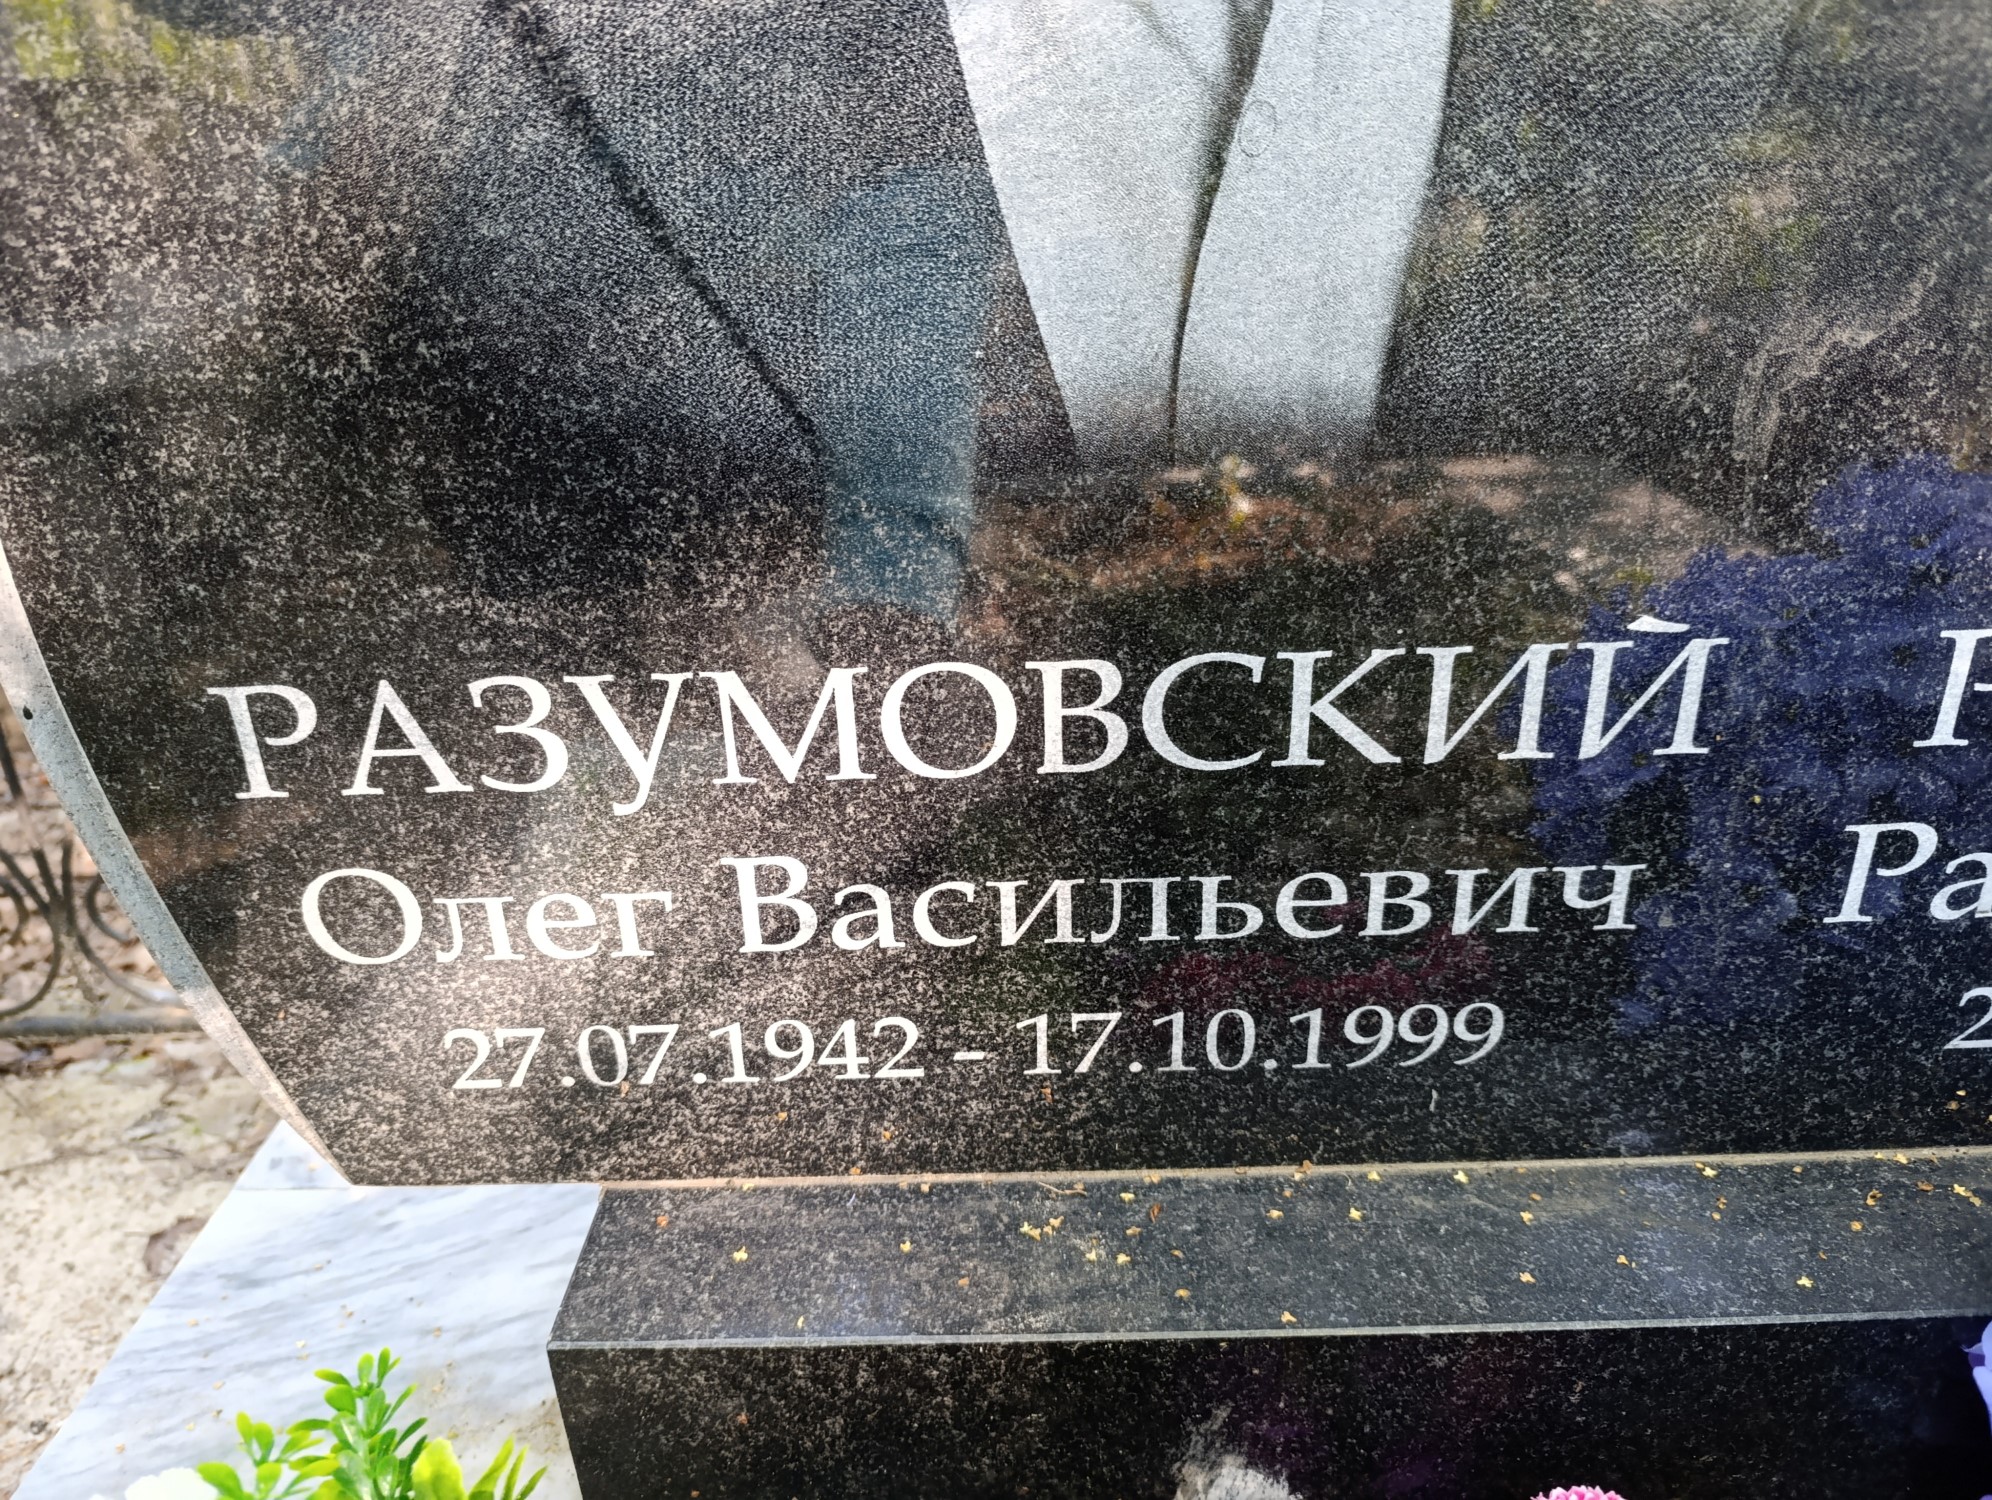 РАЗУМОВСКИЙ
Олег Васильевич
27.07.1942 - 17.10.1999